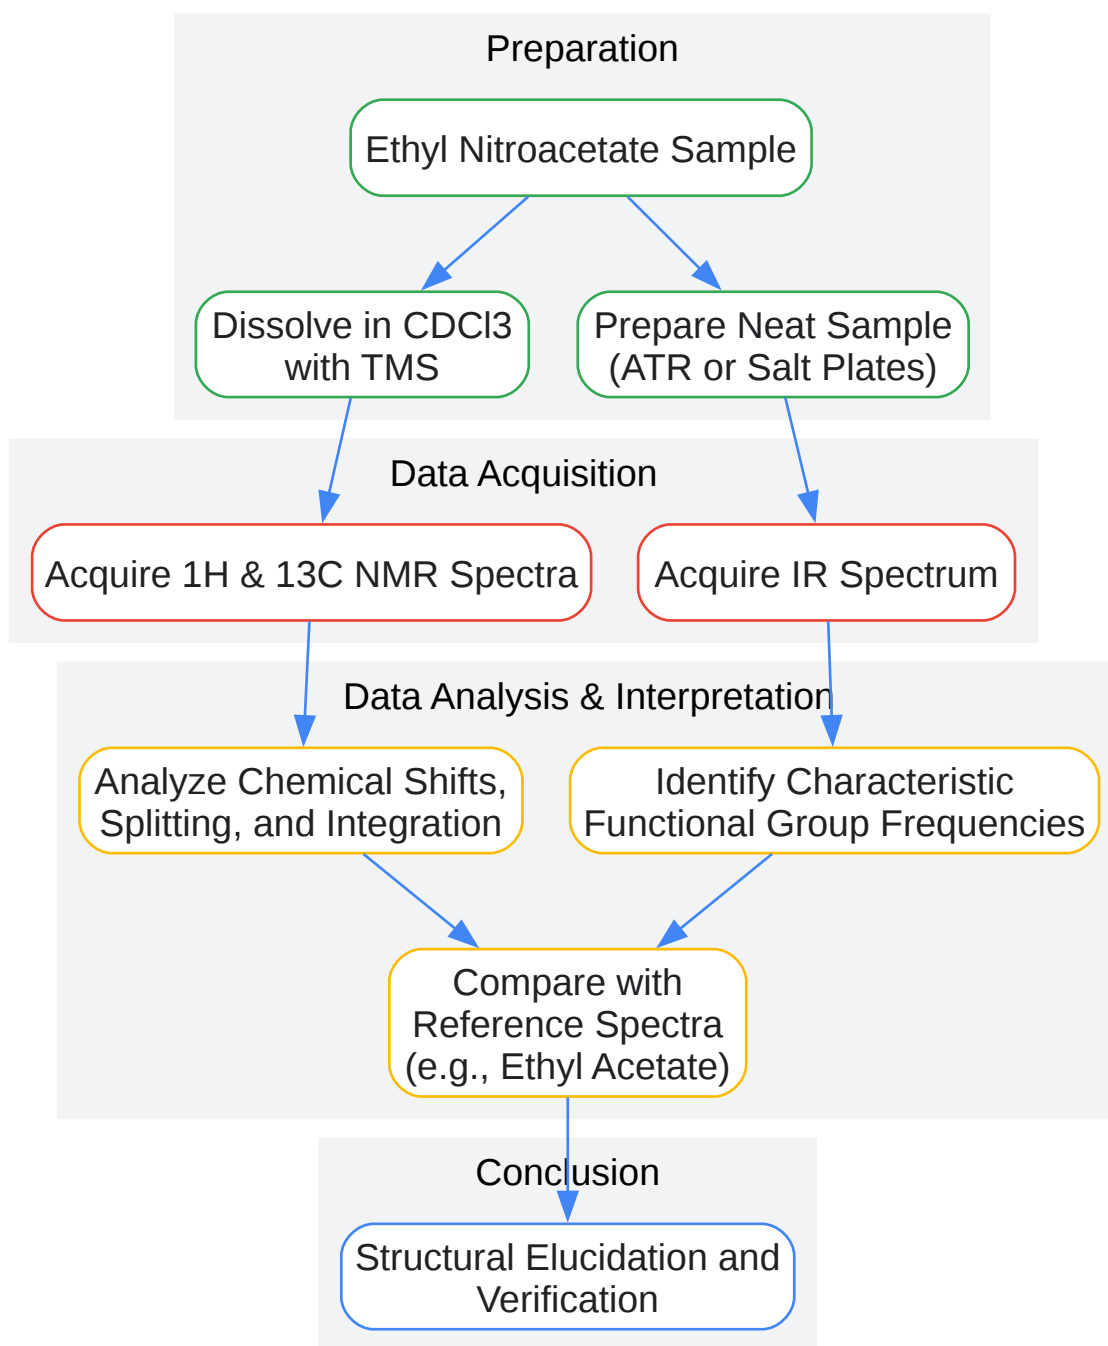 Preparation
Ethyl Nitroacetate Sample
Dissolve in CDCl3
with TMS
Prepare Neat Sample
(ATR or Salt Plates)
Data Acquisition
Acquire 1H & 13C NMR Spectra
Acquire IR Spectrum
Data Analysis & Interpretation
Analyze Chemical Shifts,
Splitting, and Integration
Identify Characteristic
Functional Group Frequencies
Compare with
Reference Spectra
(e.g., Ethyl Acetate)
Conclusion
Structural Elucidation and
Verification